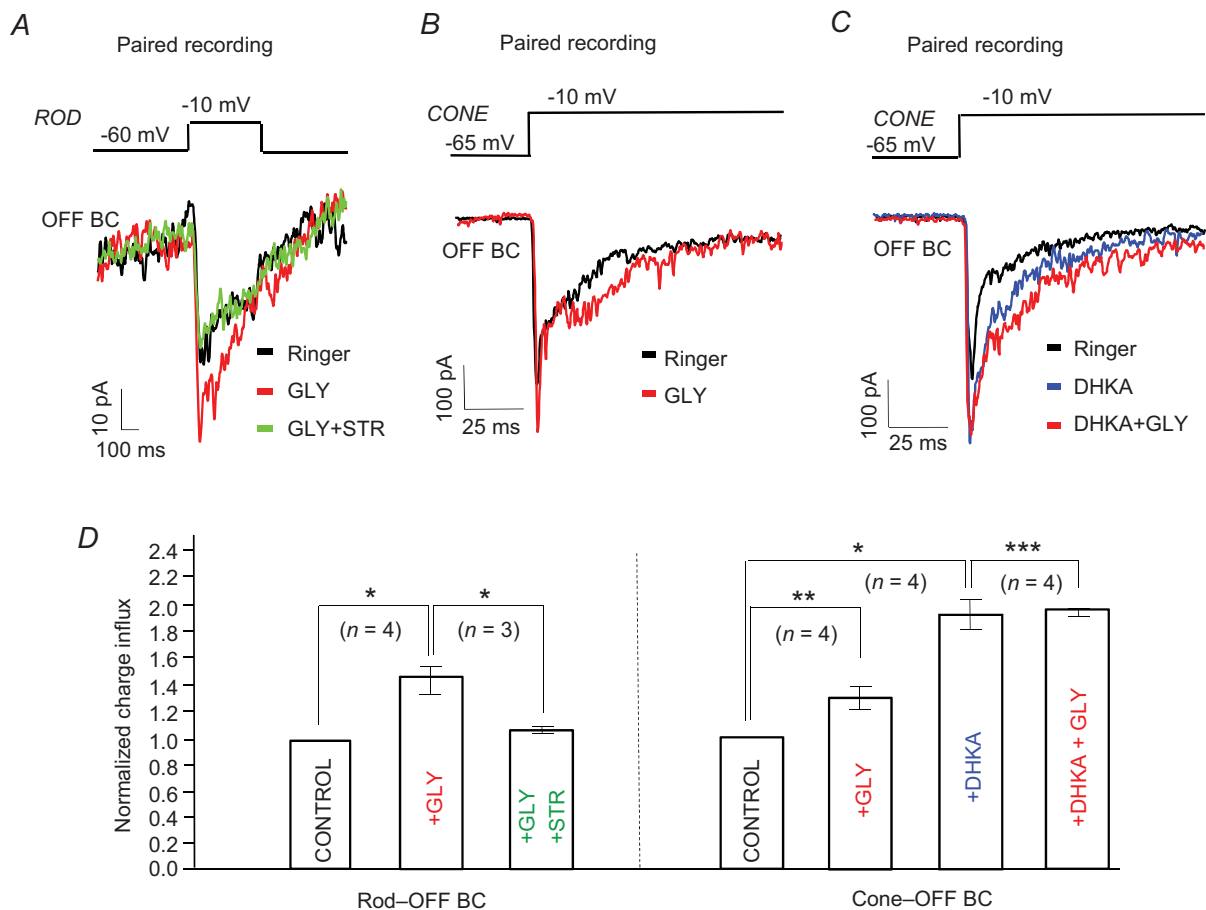 A
Paired recording
ROD
-60 mV
-10 mV
OFF BC
Ringer
GLY
GLY+STR
10 pA
100 ms
B
Paired recording
CONE
-65 mV
-10 mV
OFF BC
Ringer
GLY
100 pA
25 ms
C
Paired recording
CONE
-65 mV
-10 mV
OFF BC
Ringer
DHKA
DHKA+GLY
100 pA
25 ms
D
Normalized charge influx
2.4
2.2
2.0
1.8
1.6
1.4
1.2
1.0
0.8
0.6
0.4
0.2
0.0
*
(n = 4)
*
(n = 3)
CONTROL
+GLY
+GLY
+STR
Rod–OFF BC
*
(n = 4)
***
(n = 4)
**
(n = 4)
CONTROL
+GLY
+DHKA
+DHKA + GLY
Cone–OFF BC